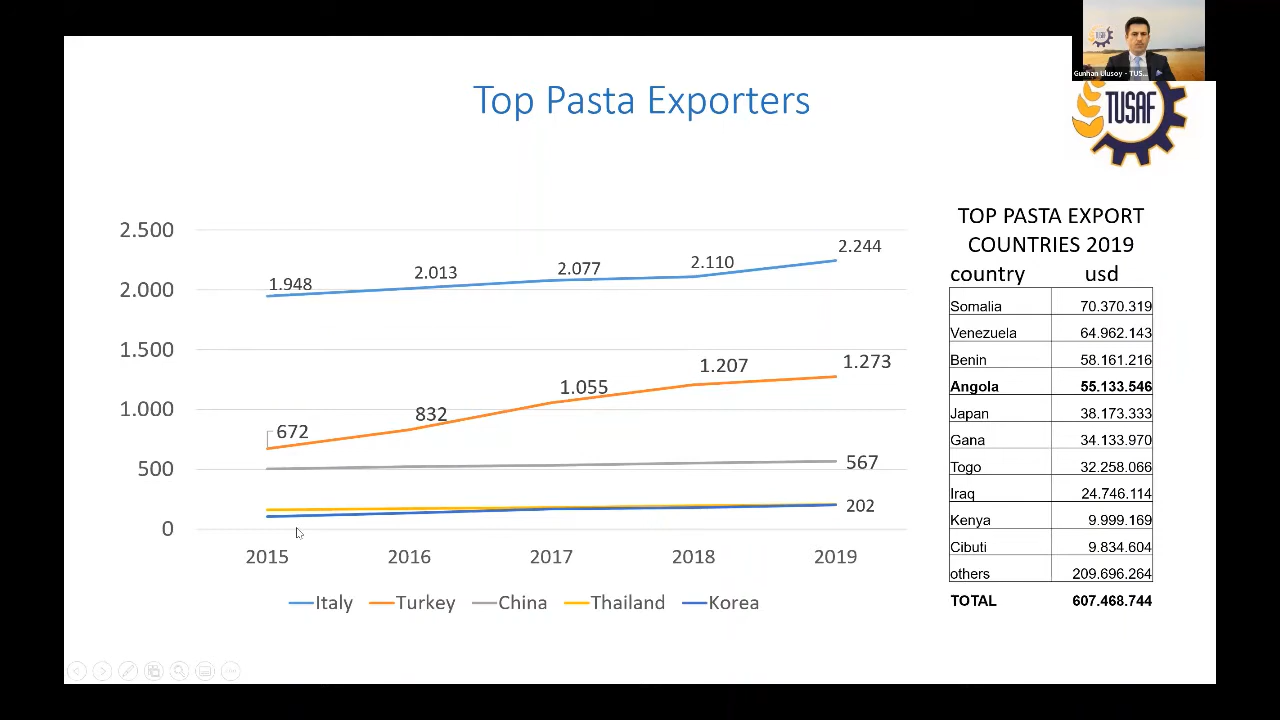 TUSAF
Gunhan Ulusoy - TUS...
Top Pasta Exporters
TUSAF
2.500
2.000
1.500
1.000
500
0
1.948
2.013
2.077
2.110
2.244
672
832
1.055
1.207
1.273
567
202
2015 2016 2017 2018 2019
Italy Turkey China Thailand Korea
TOP PASTA EXPORT
COUNTRIES 2019
country usd
Somalia 70.370.319
Venezuela 64.962.143
Benin 58.161.216
Angola 55.133.546
Japan 38.173.333
Gana 34.133.970
Togo 32.258.066
Iraq 24.746.114
Kenya 9.999.169
Cibuti 9.834.604
others 209.696.264
TOTAL 607.468.744